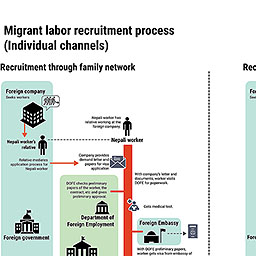 Migrant labor recruitment process
(Individual channels)
Recruitment through family network
Rec
Foreign company
Seeks workers
Nepali worker has
relative working at the
foreign company
Nepali worker's
relative
Nepali worker
Relative mediates
application process for
Nepali worker
Company provides
demand letter and
papers for visa
application
With company's letter and
documents, worker visits
DOFE for paperwork.
DOFE checks preliminary
papers of the worker, the
contract, etc and gives
preliminary approval.
Gets medical test.
Department of
Foreign Employment
Foreign Embassy
Foreign government
With DOFE preliminary papers,
worker gets visa from embassy of
Fo
Fo